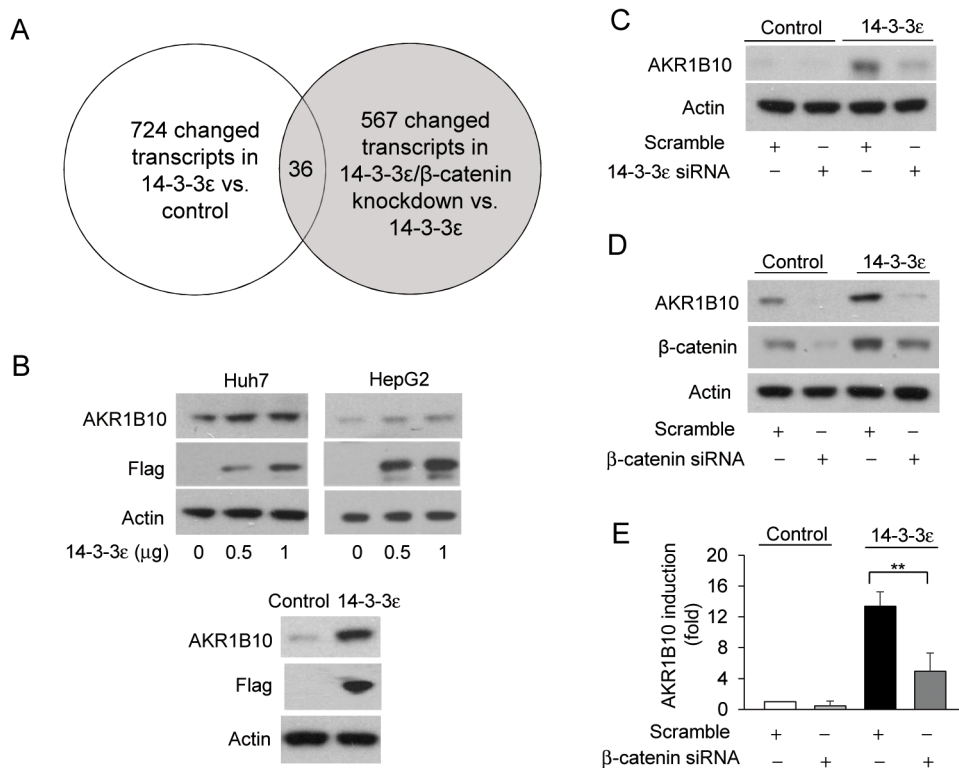 A
724 changed
transcripts in
14-3-3ε vs.
control
36
567 changed
transcripts in
14-3-3ε/β-catenin
knockdown vs.
14-3-3ε
B
Huh7 HepG2
AKR1B10
Flag
Actin
14-3-3ε (μg) 0 0.5 1 0 0.5 1
Control 14-3-3ε
AKR1B10
Flag
Actin
C
Control 14-3-3ε
AKR1B10
Actin
Scramble + − + −
14-3-3ε siRNA − + − +
D
Control 14-3-3ε
AKR1B10
β-catenin
Actin
Scramble + − + −
β-catenin siRNA − + − +
E
Control 14-3-3ε
AKR1B10 induction
(fold)
20
16
12
8
4
0
**
Scramble + − + −
β-catenin siRNA − + − +